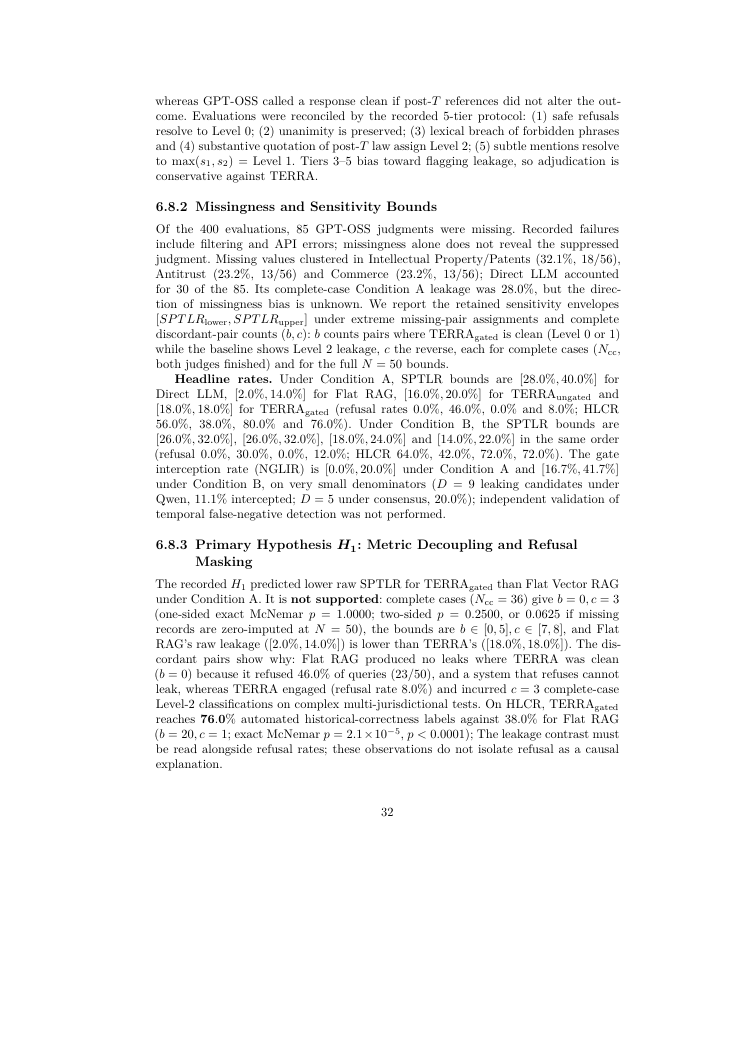 whereas GPT-OSS called a response clean if post-T references did not alter the out-
come. Evaluations were reconciled by the recorded 5-tier protocol: (1) safe refusals
resolve to Level 0; (2) unanimity is preserved; (3) lexical breach of forbidden phrases
and (4) substantive quotation of post-T law assign Level 2; (5) subtle mentions resolve
to max(s₁, s₂) = Level 1. Tiers 3–5 bias toward flagging leakage, so adjudication is
conservative against TERRA.
6.8.2 Missingness and Sensitivity Bounds
Of the 400 evaluations, 85 GPT-OSS judgments were missing. Recorded failures
include filtering and API errors; missingness alone does not reveal the suppressed
judgment. Missing values clustered in Intellectual Property/Patents (32.1%, 18/56),
Antitrust (23.2%, 13/56) and Commerce (23.2%, 13/56); Direct LLM accounted
for 30 of the 85. Its complete-case Condition A leakage was 28.0%, but the direc-
tion of missingness bias is unknown. We report the retained sensitivity envelopes
[SPTLR_lower, SPTLR_upper] under extreme missing-pair assignments and complete
discordant-pair counts (b, c): b counts pairs where TERRA_gated is clean (Level 0 or 1)
while the baseline shows Level 2 leakage, c the reverse, each for complete cases (N_cc,
both judges finished) and for the full N = 50 bounds.
Headline rates. Under Condition A, SPTLR bounds are [28.0%, 40.0%] for
Direct LLM, [2.0%, 14.0%] for Flat RAG, [16.0%, 20.0%] for TERRA_ungated and
[18.0%, 18.0%] for TERRA_gated (refusal rates 0.0%, 46.0%, 0.0% and 8.0%; HLCR
56.0%, 38.0%, 80.0% and 76.0%). Under Condition B, the SPTLR bounds are
[26.0%, 32.0%], [26.0%, 32.0%], [18.0%, 24.0%] and [14.0%, 22.0%] in the same order
(refusal 0.0%, 30.0%, 0.0%, 12.0%; HLCR 64.0%, 42.0%, 72.0%, 72.0%). The gate
interception rate (NGLIR) is [0.0%, 20.0%] under Condition A and [16.7%, 41.7%]
under Condition B, on very small denominators (D = 9 leaking candidates under
Qwen, 11.1% intercepted; D = 5 under consensus, 20.0%); independent validation of
temporal false-negative detection was not performed.
6.8.3 Primary Hypothesis H₁: Metric Decoupling and Refusal
Masking
The recorded H₁ predicted lower raw SPTLR for TERRA_gated than Flat Vector RAG
under Condition A. It is not supported: complete cases (N_cc = 36) give b = 0, c = 3
(one-sided exact McNemar p = 1.0000; two-sided p = 0.2500, or 0.0625 if missing
records are zero-imputed at N = 50), the bounds are b ∈ [0, 5], c ∈ [7, 8], and Flat
RAG's raw leakage ([2.0%, 14.0%]) is lower than TERRA's ([18.0%, 18.0%]). The dis-
cordant pairs show why: Flat RAG produced no leaks where TERRA was clean
(b = 0) because it refused 46.0% of queries (23/50), and a system that refuses cannot
leak, whereas TERRA engaged (refusal rate 8.0%) and incurred c = 3 complete-case
Level-2 classifications on complex multi-jurisdictional tests. On HLCR, TERRA_gated
reaches 76.0% automated historical-correctness labels against 38.0% for Flat RAG
(b = 20, c = 1; exact McNemar p = 2.1×10⁻⁵, p < 0.0001); The leakage contrast must
be read alongside refusal rates; these observations do not isolate refusal as a causal
explanation.
32